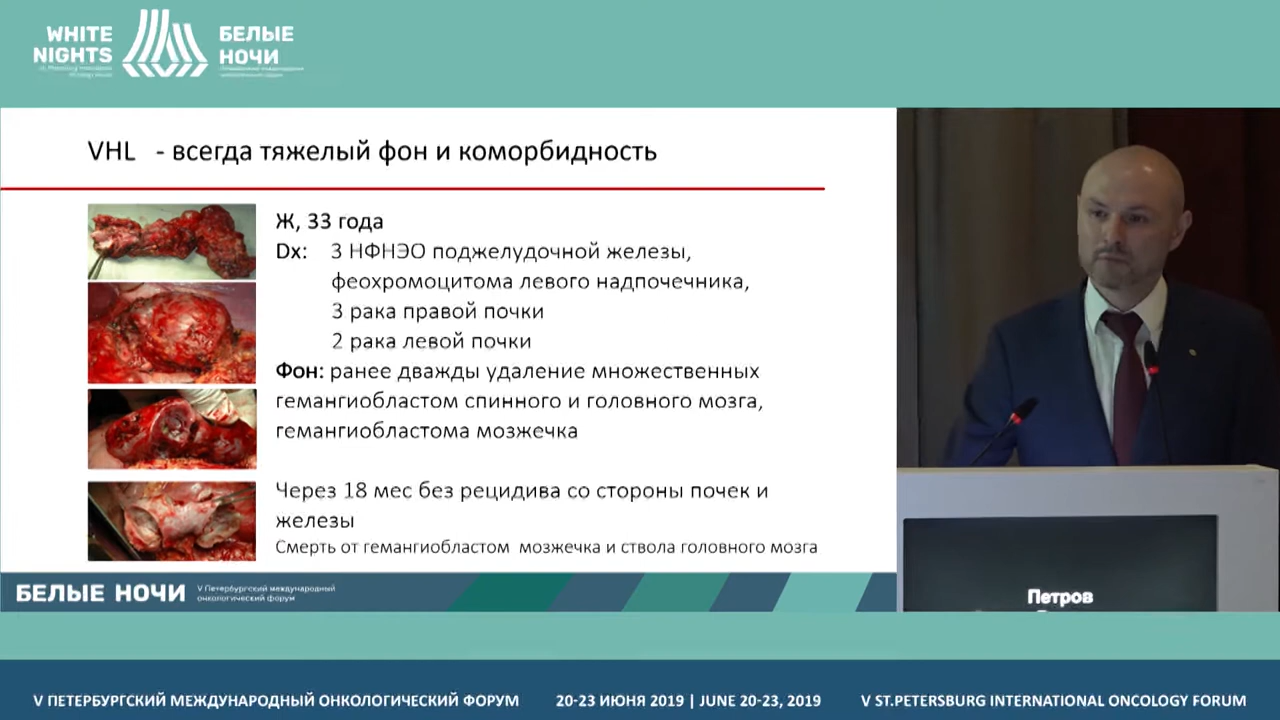 WHITE
NIGHTS
БЕЛЫЕ
НОЧИ
VHL - всегда тяжелый фон и коморбидность
Ж, 33 года
Dx: 3 НФНЭО поджелудочной железы,
феохромоцитома левого надпочечника,
3 рака правой почки
2 рака левой почки
Фон: ранее дважды удаление множественных
гемангиобластом спинного и головного мозга,
гемангиобластома мозжечка
Через 18 мес без рецидива со стороны почек и
железы
Смерть от гемангиобластом мозжечка и ствола головного мозга
БЕЛЫЕ НОЧИ
V Петербургский международный
онкологический форум
Петров
V ПЕТЕРБУРГСКИЙ МЕЖДУНАРОДНЫЙ ОНКОЛОГИЧЕСКИЙ ФОРУМ 20-23 ИЮНЯ 2019 | JUNE 20-23, 2019 V ST.PETERSBURG INTERNATIONAL ONCOLOGY FORUM